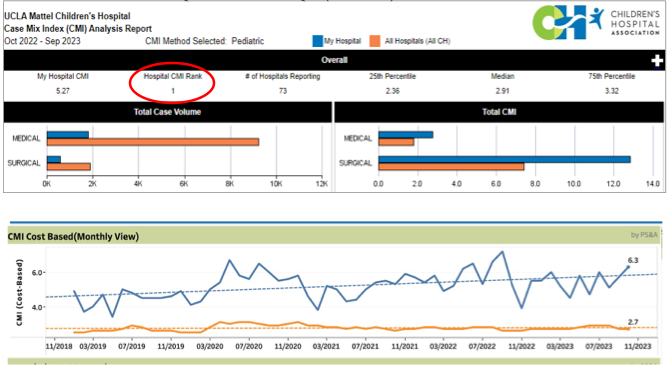 UCLA Mattel Children's Hospital
Case Mix Index (CMI) Analysis Report
Oct 2022 - Sep 2023 CMI Method Selected: Pediatric My Hospital All Hospitals (All CH)
CHILDREN'S
HOSPITAL
ASSOCIATION
Overall
My Hospital CMI Hospital CMI Rank # of Hospitals Reporting 25th Percentile Median 75th Percentile
5.27 1 73 2.36 2.91 3.32
Total Case Volume Total CMI
MEDICAL MEDICAL
SURGICAL SURGICAL
0K 2K 4K 6K 8K 10K 12K 0.0 2.0 4.0 6.0 8.0 10.0 12.0 14.0
CMI Cost Based(Monthly View) by PS&A
CMI (Cost-Based)
6.0
4.0
6.3
2.7
11/2018 03/2019 07/2019 11/2019 03/2020 07/2020 11/2020 03/2021 07/2021 11/2021 03/2022 07/2022 11/2022 03/2023 07/2023 11/2023